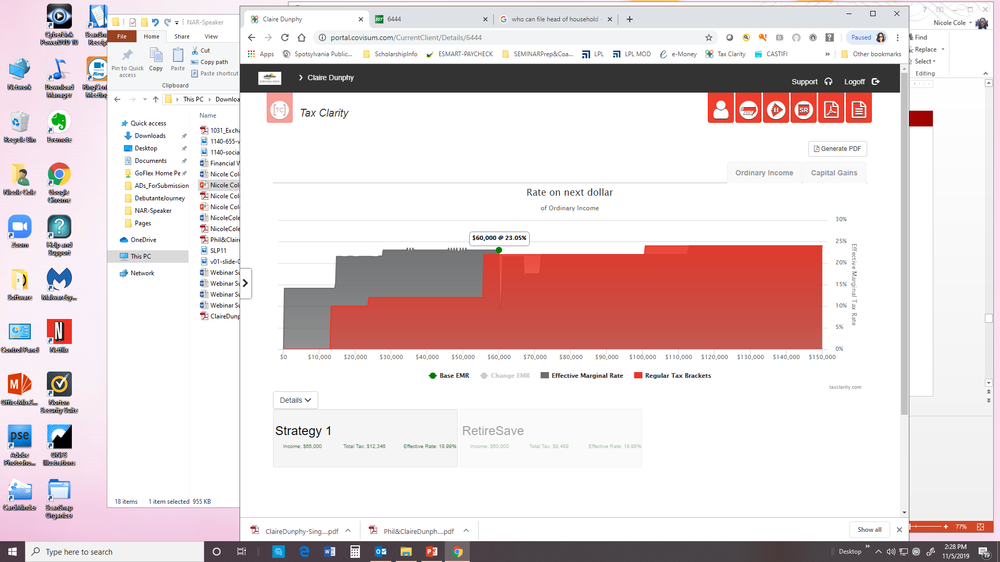 CyberLink
PowerDVD 10
ScanSnap
Receip
Network
Download
Manager
RingCent
Meeting
Recycle Bin
Evernote
Nicole Cole
Google
Chrome
Zoom
Help and
Support
Software
Malwareby...
Control Panel
Netflix
OfficeMix.S...
Norton
Security Suite
pse
Adobe
Photosho...
ONFS
Illustrations
CardMinder
ScanSnap
Organizer
NAR-Speaker
File
Home
Share
View
Pin to Quick
access
Copy
Paste
Cut
Copy path
Paste shortcut
Clipboard
This PC
Downloa
Name
Quick access
Downloads
Desktop
Documents
GoFlex Home Pe
ADs_ForSubmission
DebutanteJourney
NAR-Speaker
Pages
OneDrive
This PC
Network
1031_Excha
1140-655-v
1140-social
Financial W
Nicole Col
Nicole Col
Nicole Col
Nicole Col
NicoleCole
NicoleCole
Phil&Claire
SLP11
v01-slide-0
Webinar Su
Webinar Su
Webinar Su
Webinar Su
ClaireDunp
18 items 1 item selected 955 KB
Claire Dunphy
SST 6444
who can file head of household -
portal.covisum.com/CurrentClient/Details/6444
Paused
Apps
Spotsylvania Public...
ScholarshipInfo
ESMART-PAYCHECK
SEMINARPrep&Coa...
LPL
LPL MOD
e-Money
Tax Clarity
CASTIFI
»
Other bookmarks
Claire Dunphy
Support
Logoff
[TC]
Tax Clarity
SST
SR
Generate PDF
Ordinary Income
Capital Gains
Rate on next dollar
of Ordinary Income
$60,000 @ 23.05%
30%
25%
20%
15%
10%
5%
0%
Effective Marginal Tax Rate
$0 $10,000 $20,000 $30,000 $40,000 $50,000 $60,000 $70,000 $80,000 $90,000 $100,000 $110,000 $120,000 $130,000 $140,000 $150,000
Base EMR Change EMR Effective Marginal Rate Regular Tax Brackets
taxclarity.com
Details
Strategy 1
Income: $65,000 Total Tax: $12,346 Effective Rate: 18.99%
RetireSave
Income: $50,000 Total Tax: $9,489 Effective Rate: 18.98%
ClaireDunphy-Sing....pdf
Phil&ClaireDunph....pdf
Show all
Nicole Cole
Find
Replace
Select
Editing
77%
Type here to search
Desktop
2:28 PM
11/5/2019
19